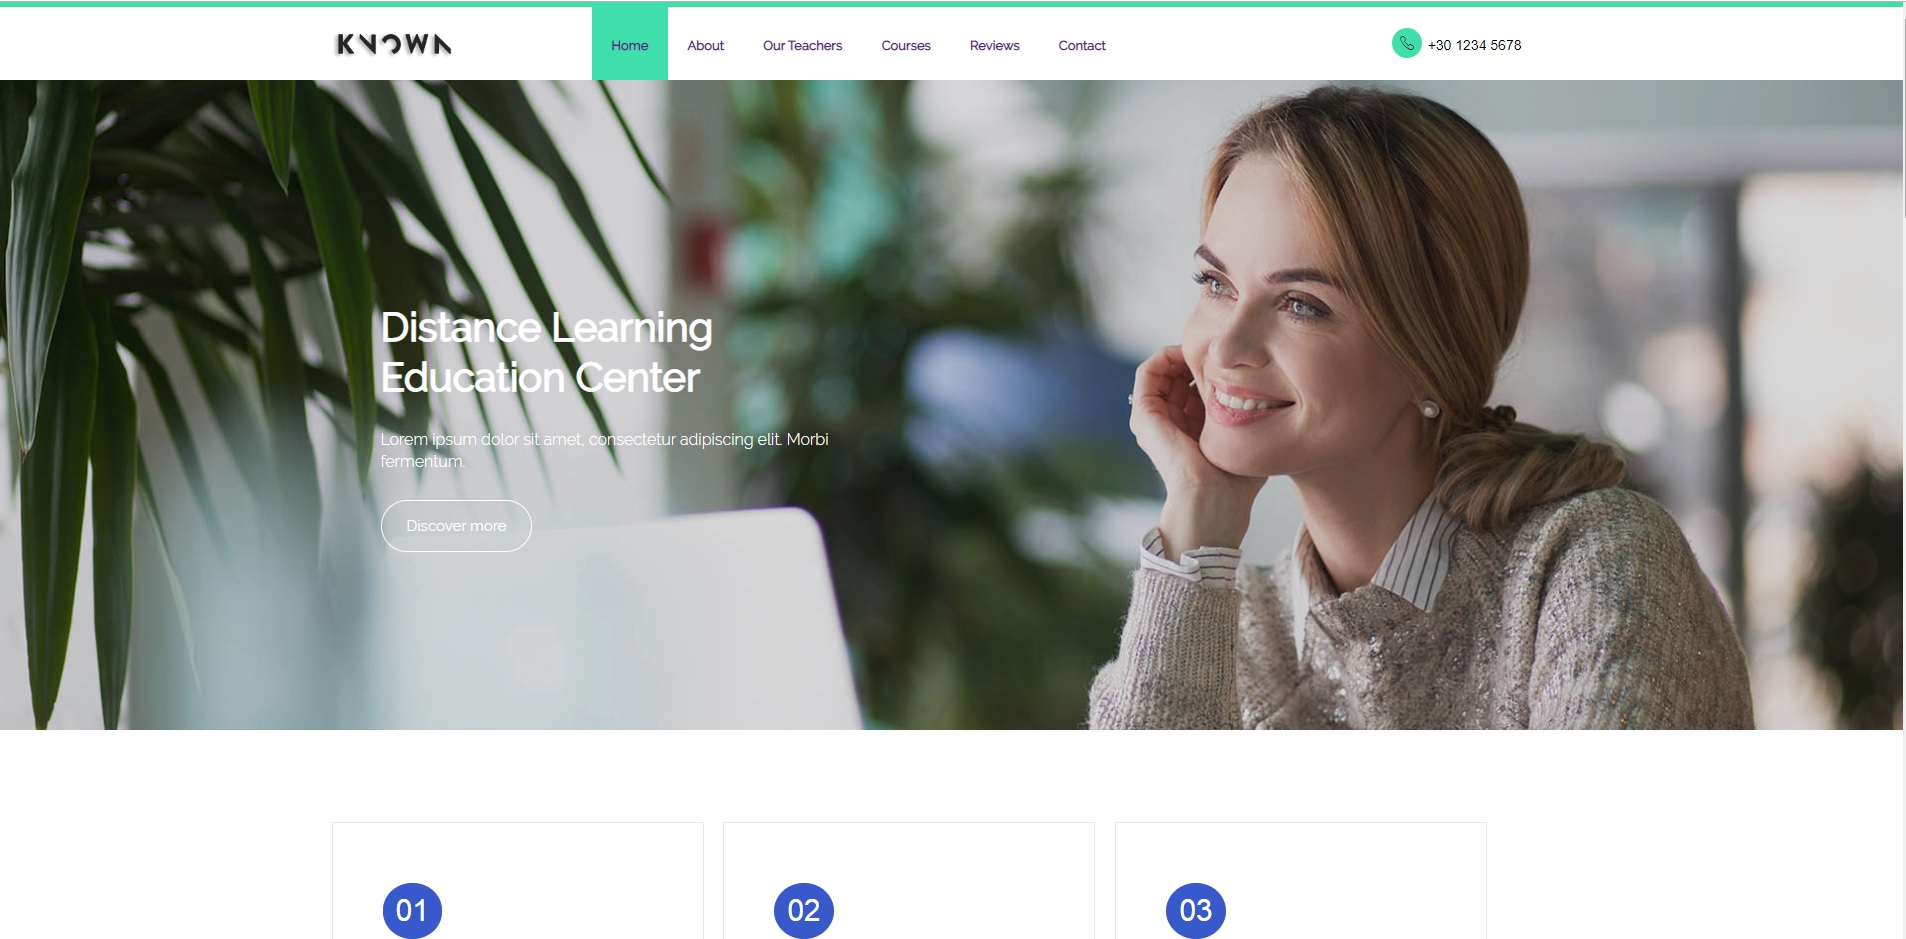 KNOWN
Home About Our Teachers Courses Reviews Contact
+30 1234 5678
Distance Learning
Education Center
Lorem ipsum dolor sit amet, consectetur adipiscing elit. Morbi
fermentum.
Discover more
01 02 03